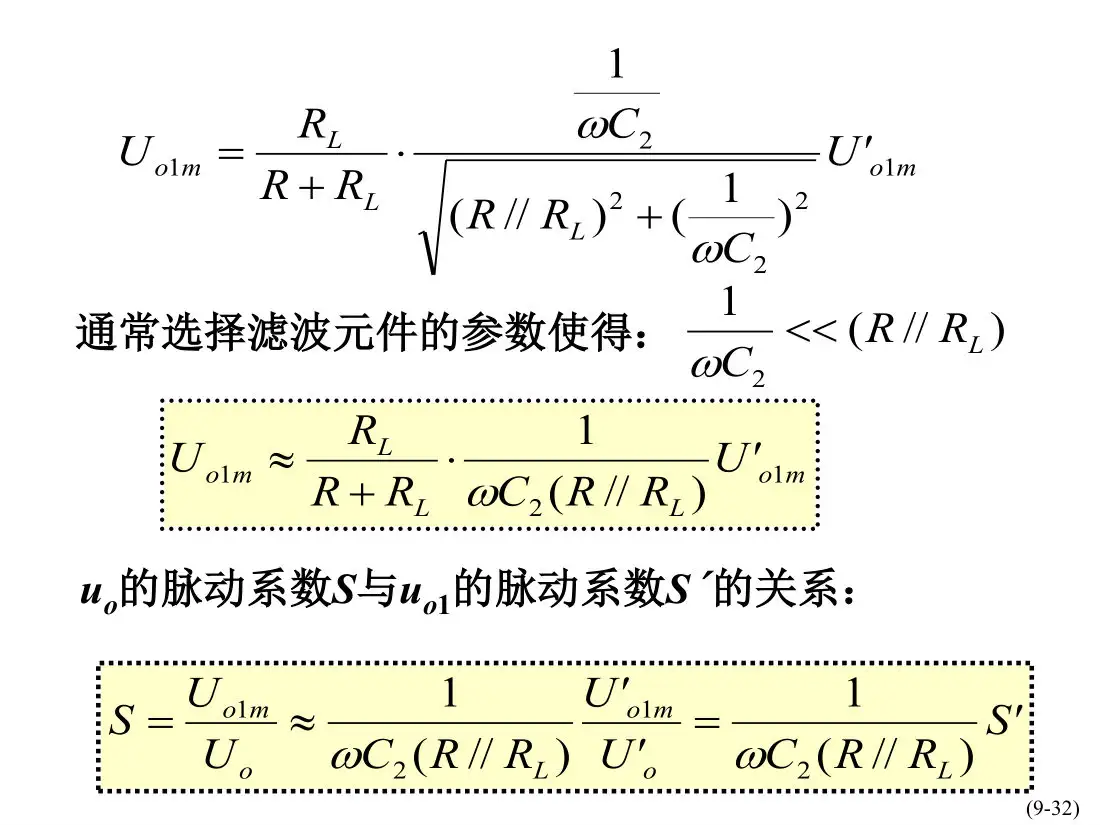 U_{o1m} = \frac{R_L}{R + R_L} \cdot \frac{\frac{1}{\omega C_2}}{\sqrt{(R // R_L)^2 + (\frac{1}{\omega C_2})^2}} U'_{o1m}
通常选择滤波元件的参数使得： \frac{1}{\omega C_2} << (R // R_L)
U_{o1m} ≈ \frac{R_L}{R + R_L} \cdot \frac{1}{\omega C_2 (R // R_L)} U'_{o1m}
u_o的脉动系数S与u_{o1}的脉动系数S´的关系：
S = \frac{U_{o1m}}{U_o} ≈ \frac{1}{\omega C_2 (R // R_L)} \frac{U'_{o1m}}{U'_o} = \frac{1}{\omega C_2 (R // R_L)} S'
(9-32)